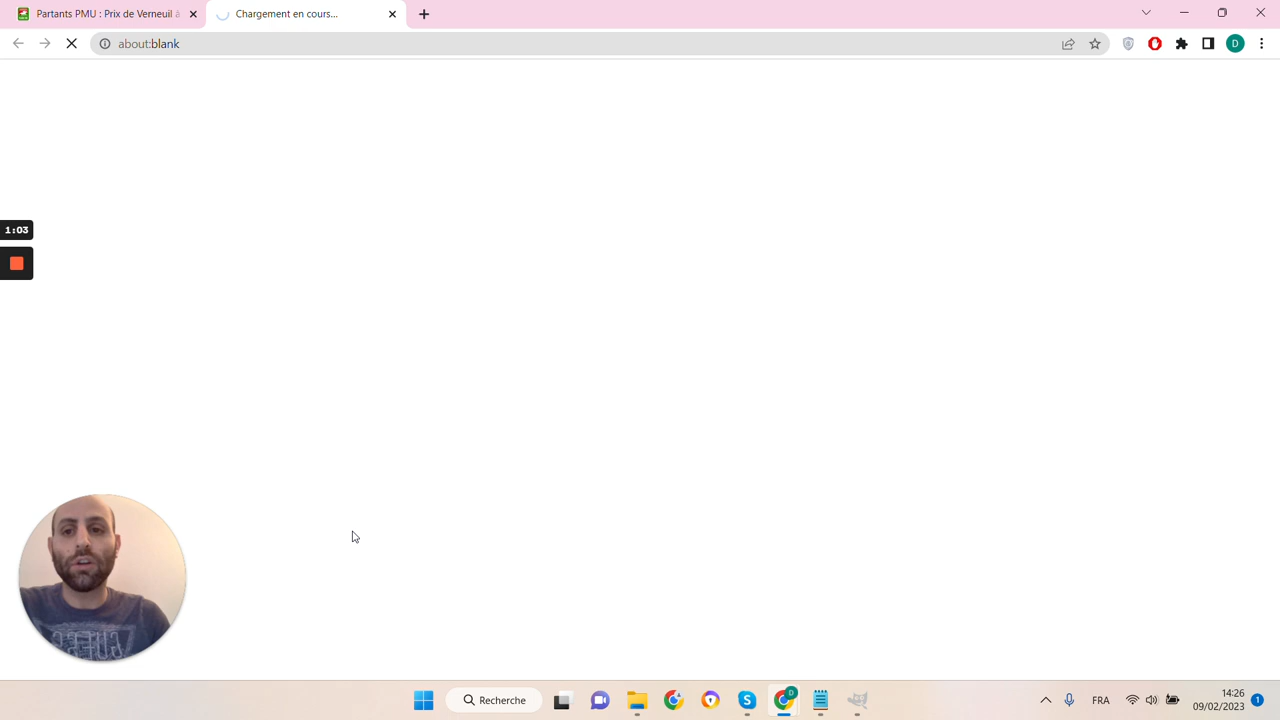 Partants PMU : Prix de Verneuil à
Chargement en cours...
about:blank
D
1:03
Recherche
D
FRA
14:26
09/02/2023
1